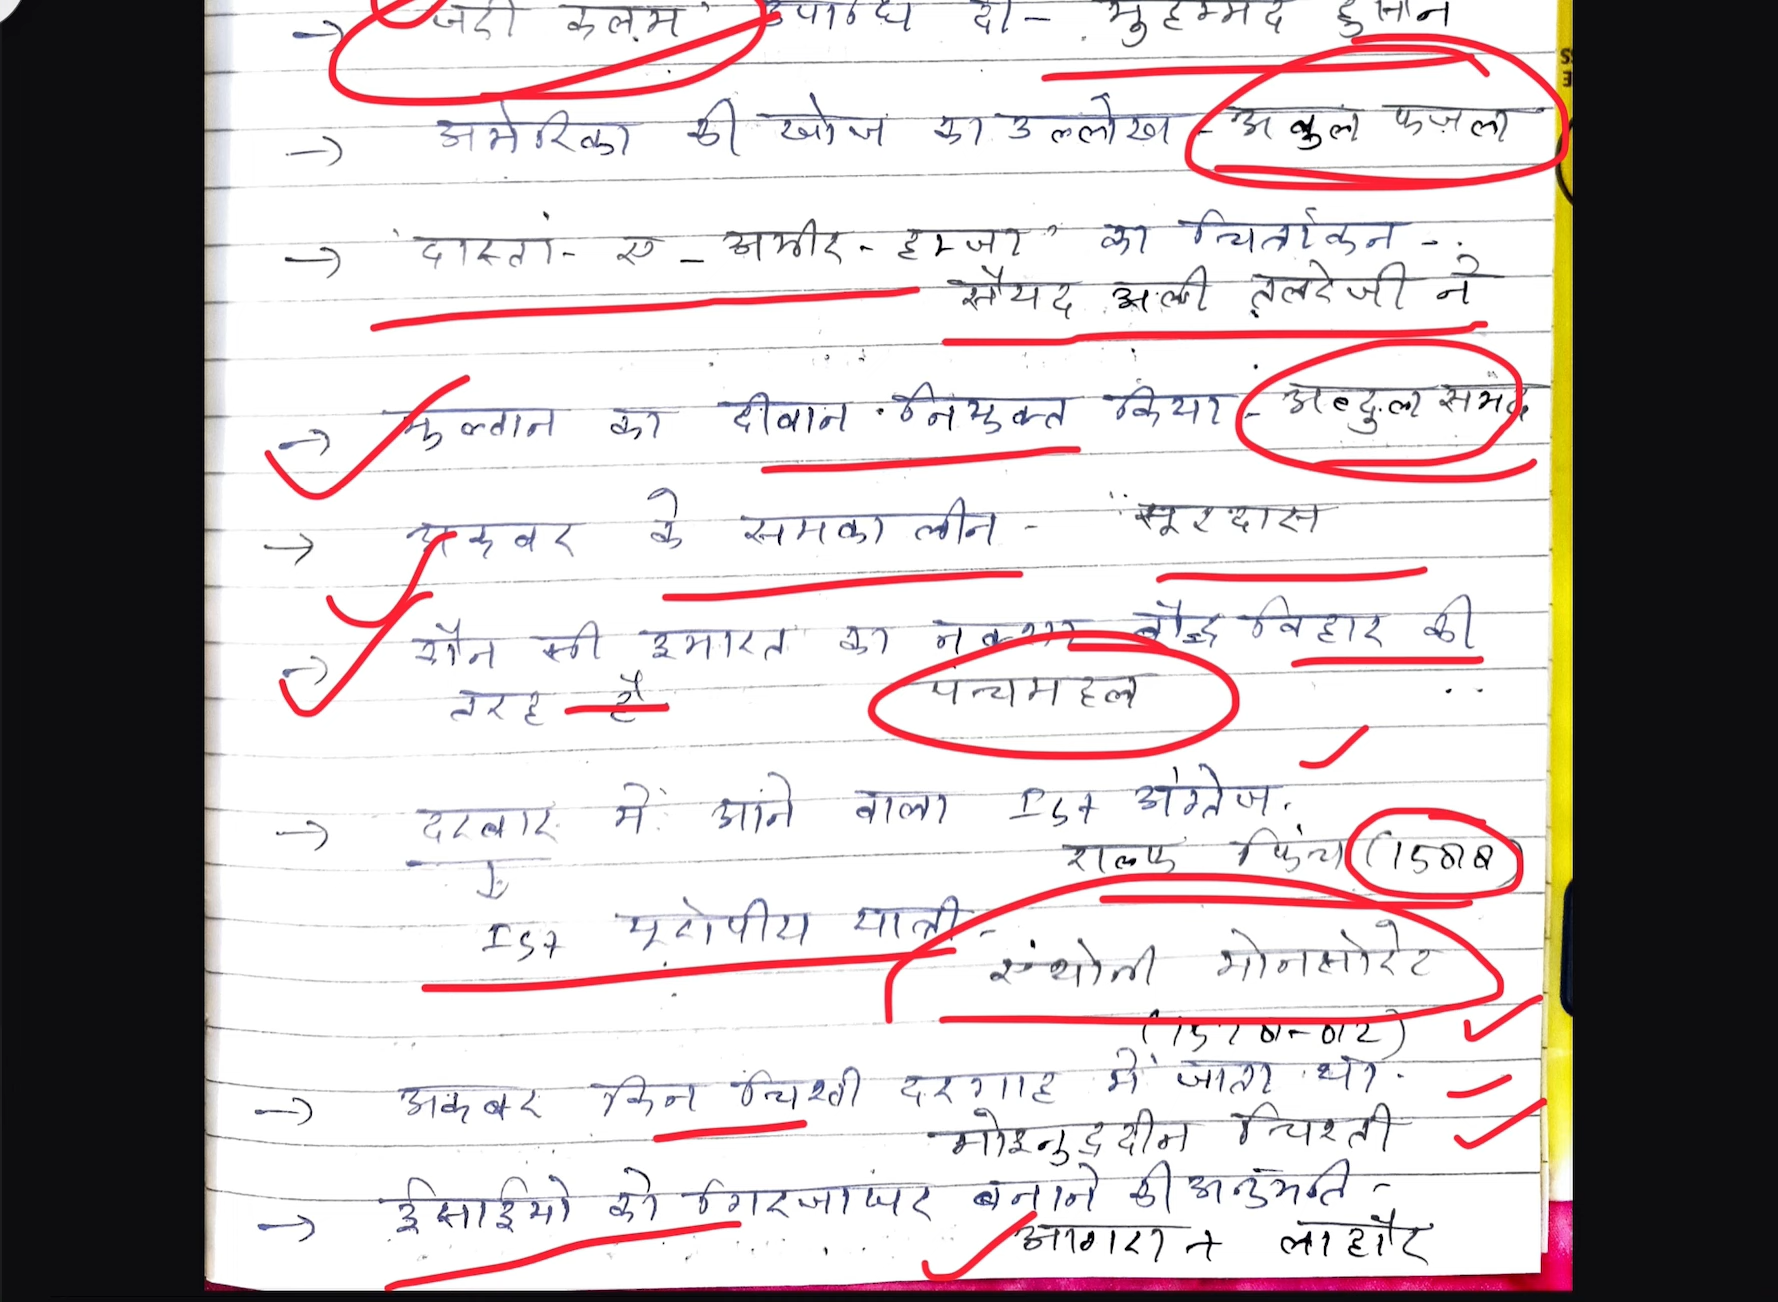 → जरी कलम' उपाधि दी - मुहम्मद हुसैन
→ अमेरिका की खोज का उल्लेख - अबुल फज़ल
→ 'दास्तां - ए - अमीर - हम्जा' का चित्रांकन -
सैयद अली तलरेजी ने
→ मुल्तान का दीवान नियुक्त किया - अब्दुल समद
→ अकबर के समकालीन - सूरदास
→ कौन सी इमारत का नक्शा बौद्ध विहार की
तरह है पंचमहल
→ दरबार में आने वाला Ist अंग्रेज.
राल्फ फिंच (1588)
Ist यूरोपीय यात्री -
एंथोनी मोनसोरेट
(1578-82)
→ अकबर किन चिश्ती दरगाह में जाता था.
मोइनुद्दीन चिश्ती
→ ईसाईयो को गिरजाघर बनाने की अनुमति -
आगरा + लाहौर